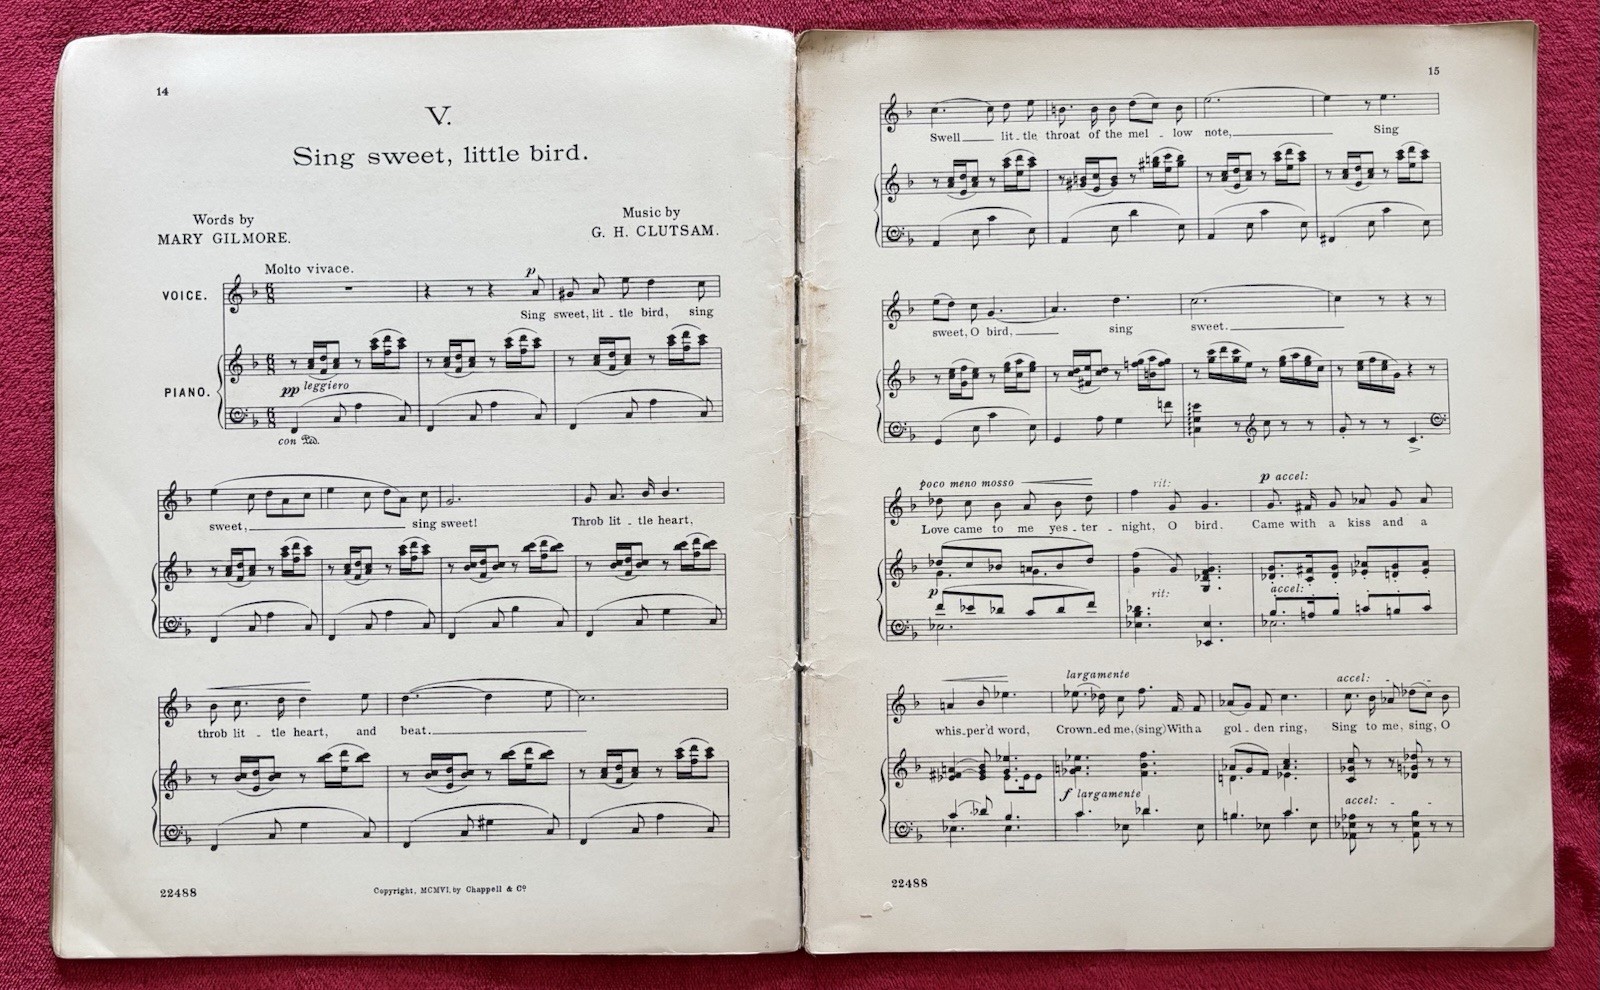 14
V.
Sing sweet, little bird.
Words by
MARY GILMORE.
Music by
G. H. CLUTSAM.
Molto vivace.
p
VOICE.
Sing sweet, lit - tle bird, sing
PIANO.
pp leggiero
con Ped.
sweet, sing sweet! Throb lit - tle heart,
throb lit - tle heart, and beat.
22488
Copyright, MCMVI, by Chappell & Co
15
Swell lit - tle throat of the mel - low note, Sing
sweet, O bird, sing sweet.
poco meno mosso rit: p accel:
Love came to me yes - ter - night, O bird. Came with a kiss and a
p rit: accel:
largamente accel:
whis-per'd word, Crown-ed me, (sing) With a gol - den ring, Sing to me, sing, O
f largamente accel:
22488